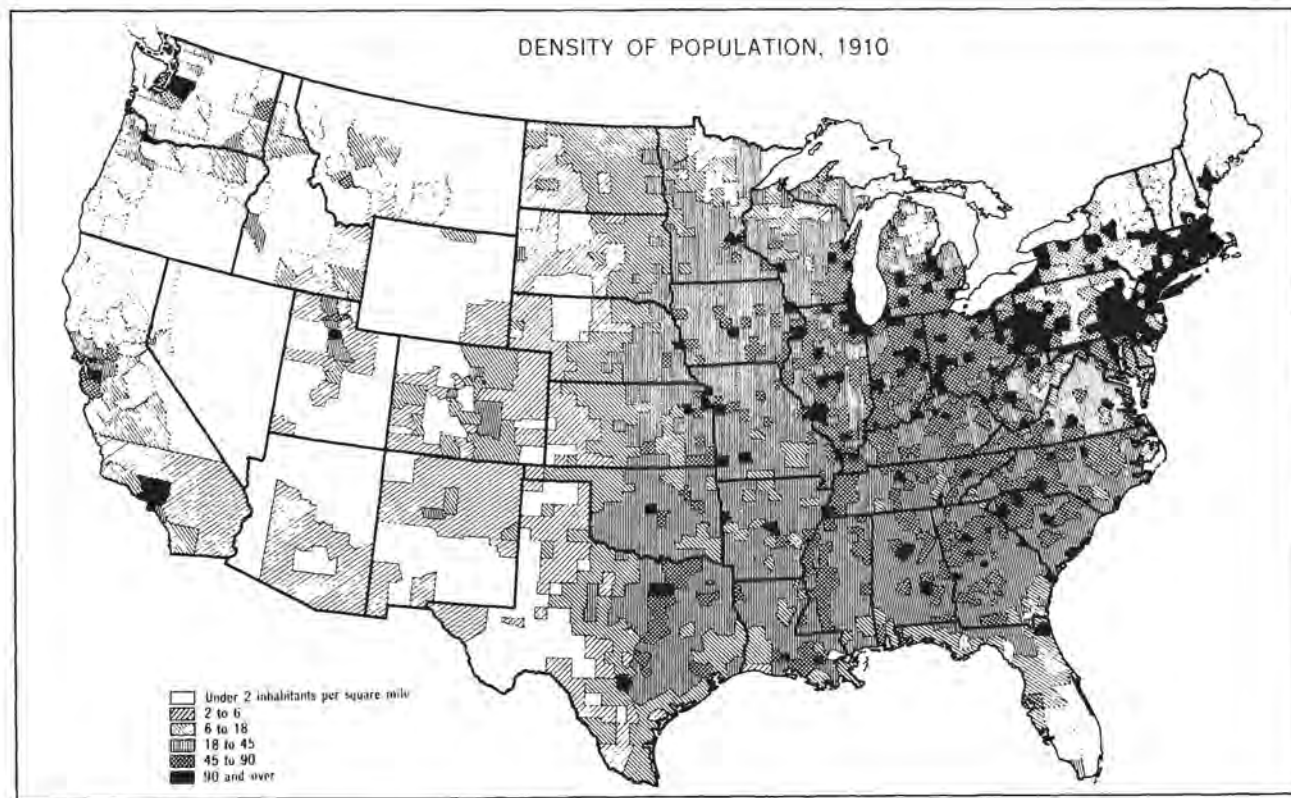 DENSITY OF POPULATION, 1910
Under 2 inhabitants per square mile
2 to 6
6 to 18
18 to 45
45 to 90
90 and over